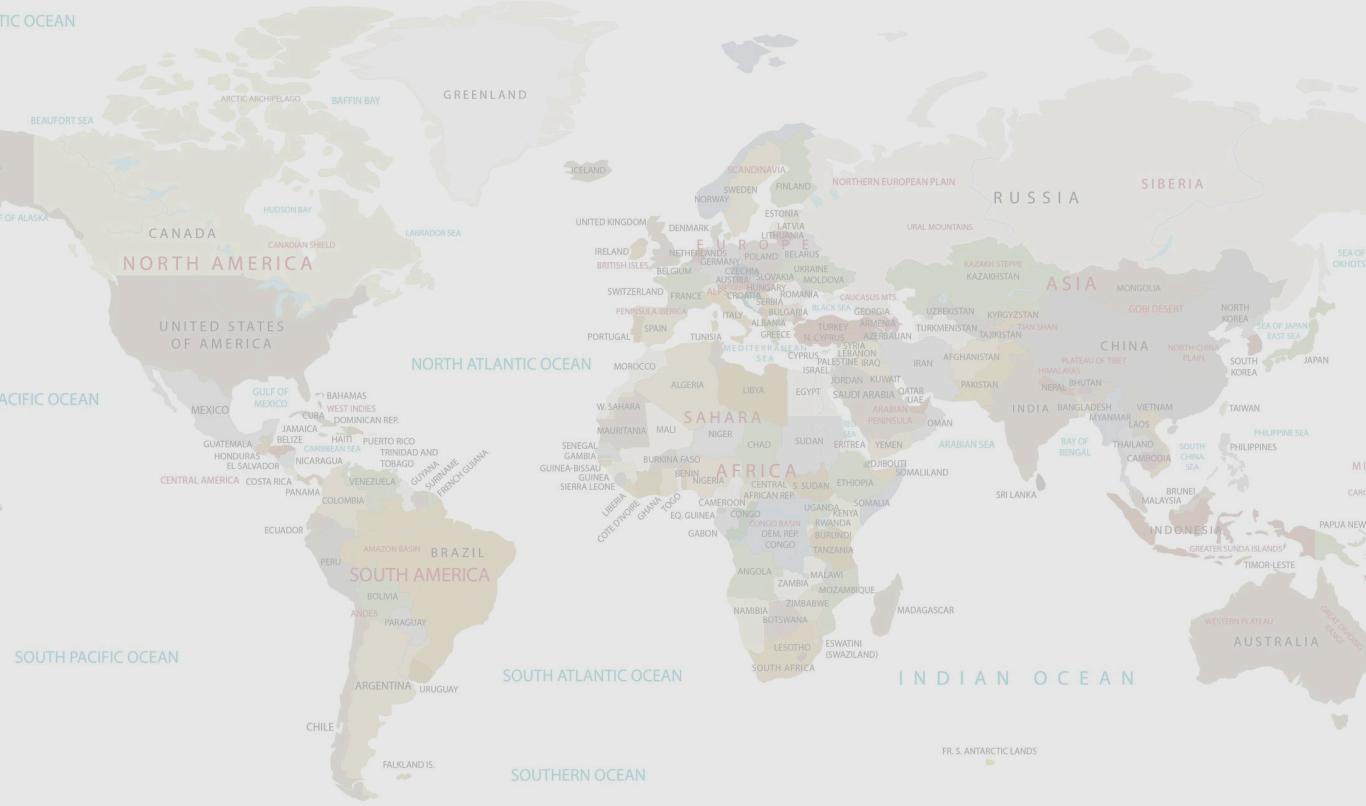 TIC OCEAN
GREENLAND
ARCTIC ARCHIPELAGO
BAFFIN BAY
BEAUFORT SEA
ICELAND
SCANDINAVIA
SWEDEN
FINLAND
NORWAY
NORTHERN EUROPEAN PLAIN
RUSSIA
SIBERIA
F OF ALASKA
HUDSON BAY
CANADA
CANADIAN SHIELD
LABRADOR SEA
NORTH AMERICA
UNITED KINGDOM
DENMARK
ESTONIA
LATVIA
LITHUANIA
URAL MOUNTAINS
IRELAND
BRITISH ISLES
NETHERLANDS
EUROPE
GERMANY
POLAND
BELARUS
BELGIUM
CZECHIA
SLOVAKIA
UKRAINE
MOLDOVA
AUSTRIA
HUNGARY
SWITZERLAND
FRANCE
ALPS
CROATIA
ROMANIA
SERBIA
CAUCASUS MTS.
PENINSULA IBERICA
ITALY
BULGARIA
BLACK SEA
GEORGIA
PORTUGAL
SPAIN
ALBANIA
GREECE
TURKEY
ARMENIA
AZERBAIJAN
TUNISIA
N. CYPRUS
MEDITERRANEAN
SEA
CYPRUS
SYRIA
LEBANON
PALESTINE
IRAQ
ISRAEL
KAZAKH STEPPE
KAZAKHSTAN
ASIA
MONGOLIA
GOBI DESERT
UZBEKISTAN
KYRGYZSTAN
TURKMENISTAN
TAJIKISTAN
TIAN SHAN
NORTH
KOREA
SEA OF
OKHOTS
SEA OF JAPAN/
EAST SEA
CHINA
NORTH CHINA
PLAIN
SOUTH
KOREA
JAPAN
IRAN
AFGHANISTAN
PLATEAU OF TIBET
HIMALAYAS
NEPAL
BHUTAN
PAKISTAN
UNITED STATES
OF AMERICA
NORTH ATLANTIC OCEAN
MOROCCO
ALGERIA
LIBYA
EGYPT
JORDAN
KUWAIT
SAUDI ARABIA
QATAR
UAE
ACIFIC OCEAN
GULF OF
MEXICO
BAHAMAS
MEXICO
CUBA
WEST INDIES
DOMINICAN REP.
JAMAICA
W. SAHARA
SAHARA
ARABIAN
PENINSULA
OMAN
INDIA
BANGLADESH
MYANMAR
VIETNAM
LAOS
TAIWAN
GUATEMALA
BELIZE
HAITI
PUERTO RICO
HONDURAS
CARIBBEAN SEA
TRINIDAD AND
TOBAGO
EL SALVADOR
NICARAGUA
MAURITANIA
MALI
NIGER
CHAD
SUDAN
RED
SEA
ERITREA
YEMEN
ARABIAN SEA
BAY OF
BENGAL
THAILAND
CAMBODIA
SOUTH
CHINA
SEA
PHILIPPINES
PHILIPPINE SEA
SENEGAL
GAMBIA
GUINEA-BISSAU
GUINEA
SIERRA LEONE
BURKINA FASO
BENIN
NIGERIA
AFRICA
DJIBOUTI
SOMALILAND
ETHIOPIA
CENTRAL
AFRICAN REP.
S. SUDAN
SOMALIA
CENTRAL AMERICA
COSTA RICA
PANAMA
VENEZUELA
GUYANA
SURINAME
FRENCH GUIANA
COLOMBIA
LIBERIA
COTE D'IVOIRE
GHANA
TOGO
CAMEROON
EQ. GUINEA
GABON
CONGO
CONGO BASIN
DEM. REP.
CONGO
UGANDA
KENYA
RWANDA
BURUNDI
TANZANIA
SRI LANKA
BRUNEI
MALAYSIA
INDONESIA
GREATER SUNDA ISLANDS
TIMOR-LESTE
PAPUA NEW
MI
CAR
ECUADOR
PERU
AMAZON BASIN
BRAZIL
SOUTH AMERICA
BOLIVIA
ANDES
PARAGUAY
ANGOLA
ZAMBIA
MALAWI
MOZAMBIQUE
ZIMBABWE
NAMIBIA
BOTSWANA
MADAGASCAR
LESOTHO
ESWATINI
(SWAZILAND)
SOUTH AFRICA
WESTERN PLATEAU
GREAT DIVIDING
RANGE
AUSTRALIA
SOUTH PACIFIC OCEAN
SOUTH ATLANTIC OCEAN
INDIAN OCEAN
ARGENTINA
URUGUAY
CHILE
FALKLAND IS.
SOUTHERN OCEAN
FR. S. ANTARCTIC LANDS